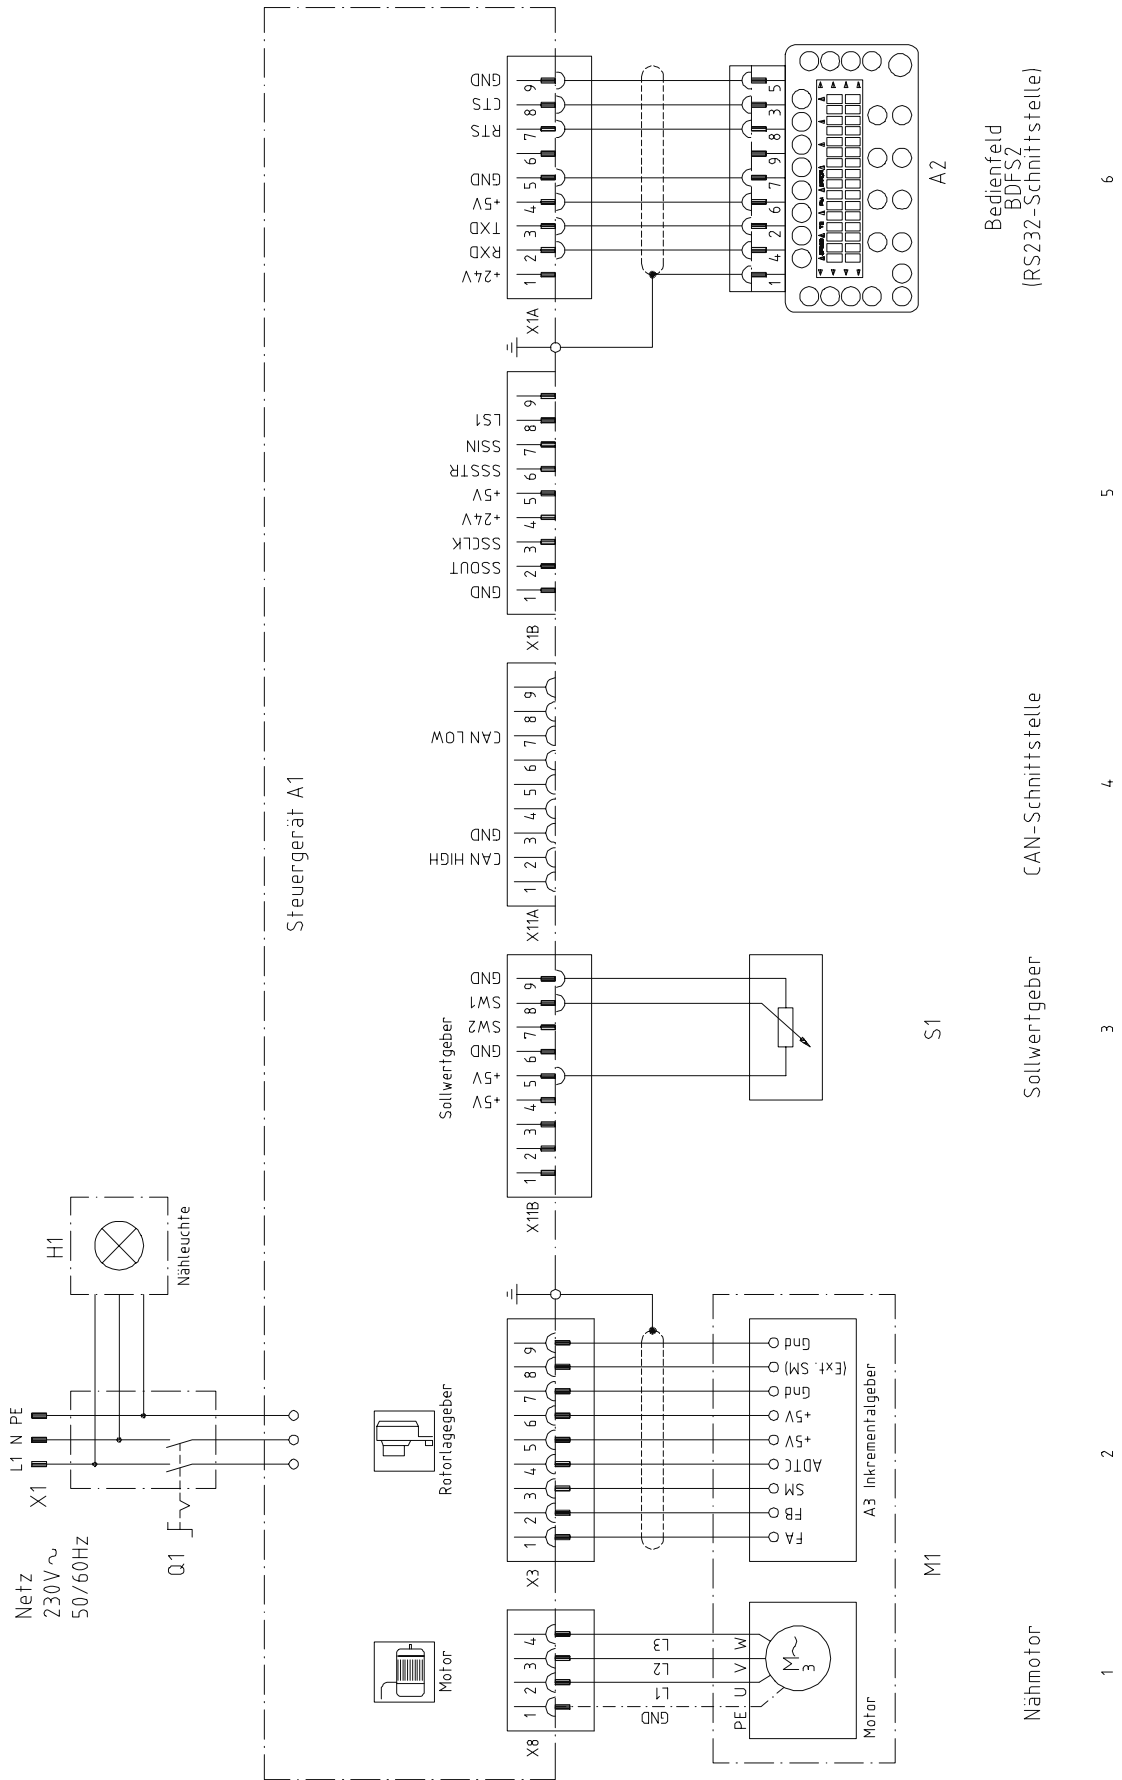 Netz
230V~
50/60Hz
X1
L1 N PE
Q1
H1
Nähleuchte
Steuergerät A1
Motor
Rotorlagegeber
Sollwertgeber
X8
1 2 3 4
GND
L1
L2
L3
PE U V W
M~
3
Motor
X3
1 2 3 4 5 6 7 8 9
FA
FB
SM
ADTC
+5V
+5V
Gnd
(Ext. SM)
Gnd
A3 Inkrementalgeber
M1
X11B
1 2 3 4 5 6 7 8 9
+5V
+5V
GND
SW2
SW1
GND
S1
X11A
1 2 3 4 5 6 7 8 9
CAN HIGH
GND
CAN LOW
X1B
1 2 3 4 5 6 7 8 9
GND
SSOUT
SSCLK
+24V
+5V
SSSTR
SSIN
LS1
X1A
1 2 3 4 5 6 7 8 9
+24V
RXD
TXD
+5V
GND
RTS
CTS
GND
1 4 2 6 7 9 8 3 5
A2
Nähmotor
Sollwertgeber
CAN-Schnittstelle
Bedienfeld
BDFS2
(RS232-Schnittstelle)
1 2 3 4 5 6